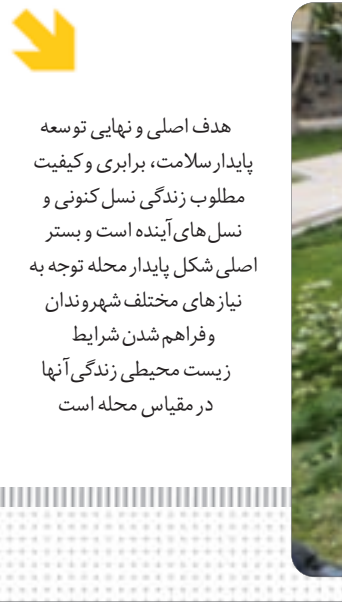 هدف اصلی و نهایی توسعه
پایدار سلامت، برابری و کیفیت
مطلوب زندگی نسل کنونی و
نسل‌های آینده است و بستر
اصلی شکل پایدار محله توجه به
نیازهای مختلف شهروندان
وفراهم شدن شرایط
زیست محیطی زندگی آنها
در مقیاس محله است